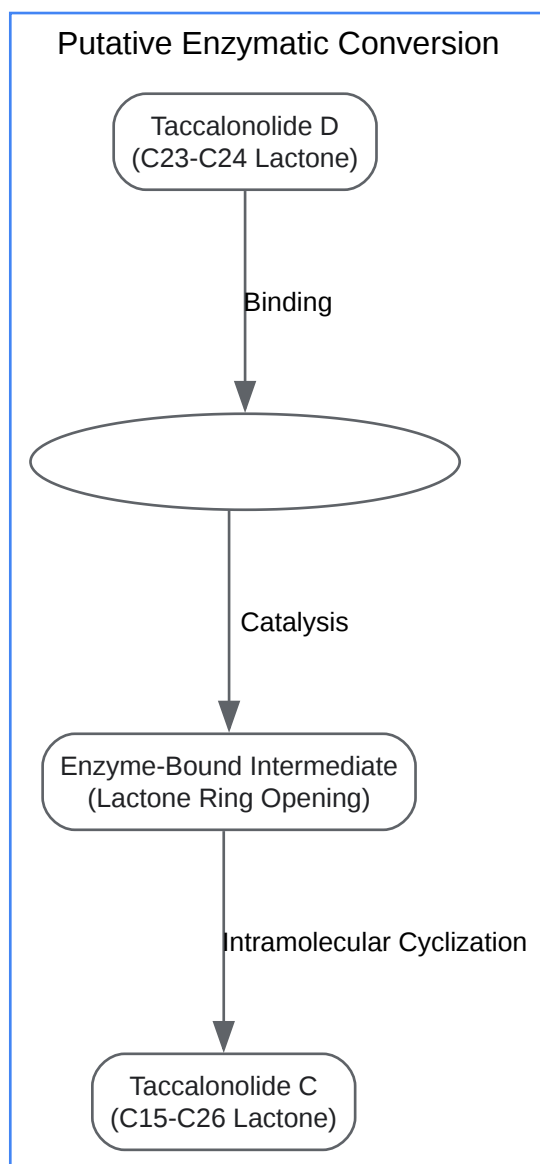 Putative Enzymatic Conversion
Taccalonolide D
(C23-C24 Lactone)
Binding
Catalysis
Enzyme-Bound Intermediate
(Lactone Ring Opening)
Intramolecular Cyclization
Taccalonolide C
(C15-C26 Lactone)